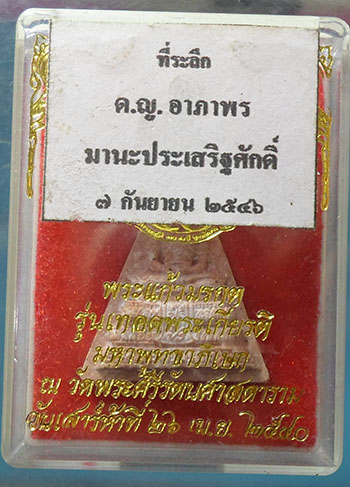 ที่ระลึก
ด.ญ. อาภาพร
มานะประเสริฐศักดิ์
๗ กันยายน ๒๕๔๖
พระแก้วมรกต
รุ่นเทอดพระเกียรติ
มหาพุทธาภิเษก
ณ วัดพระศรีรัตนศาสดาราม
วันเสาร์ห้าที่ ๒๖ เม.ย. ๒๕๔๐